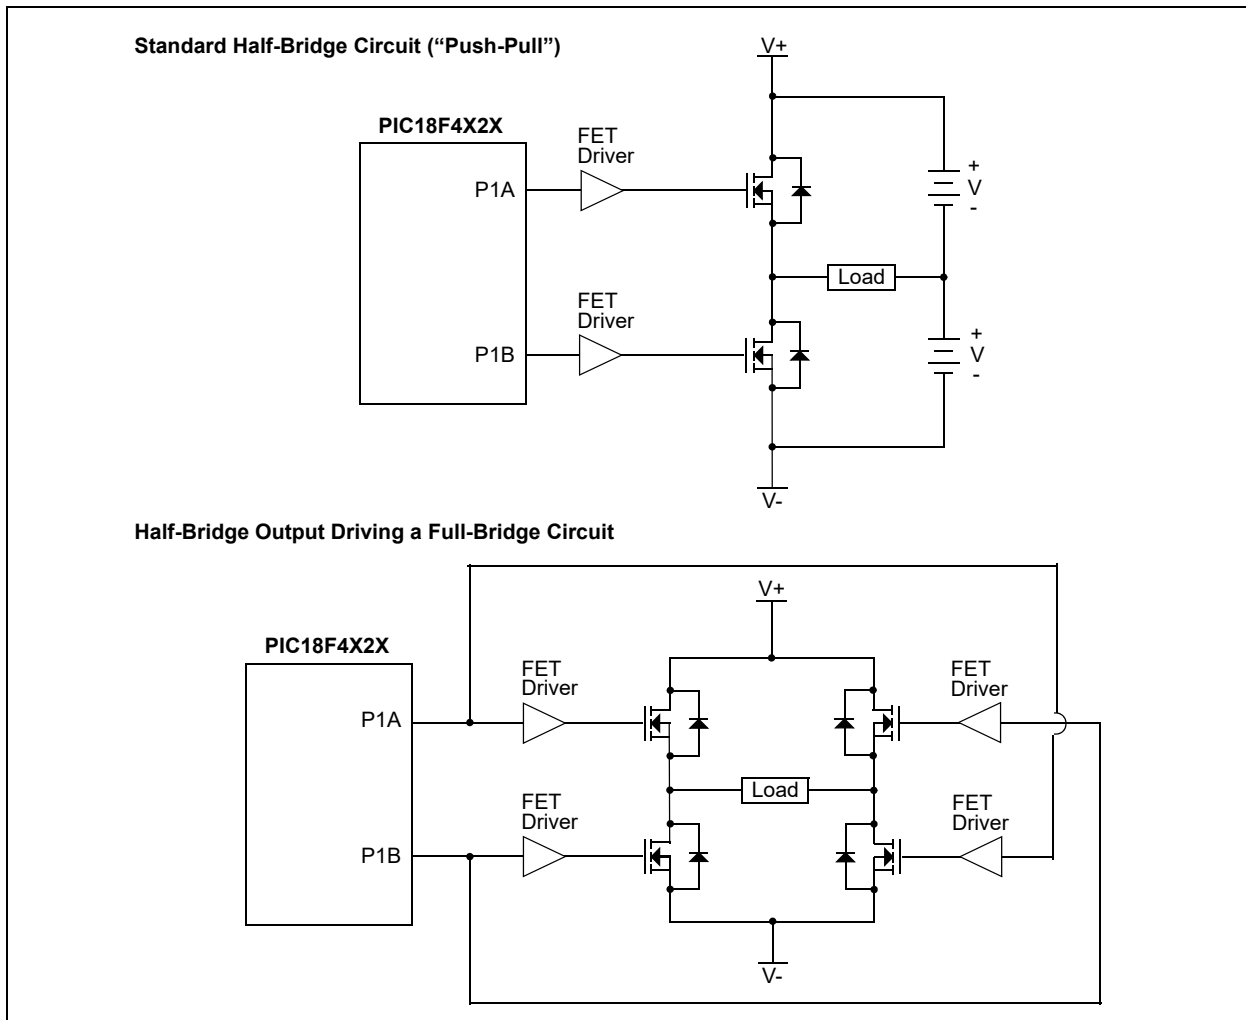 Standard Half-Bridge Circuit (“Push-Pull”)
V+
PIC18F4X2X
FET
Driver
P1A
+
V
-
Load
FET
Driver
P1B
+
V
-
V-
Half-Bridge Output Driving a Full-Bridge Circuit
V+
PIC18F4X2X
FET
Driver
FET
Driver
P1A
Load
FET
Driver
FET
Driver
P1B
V-